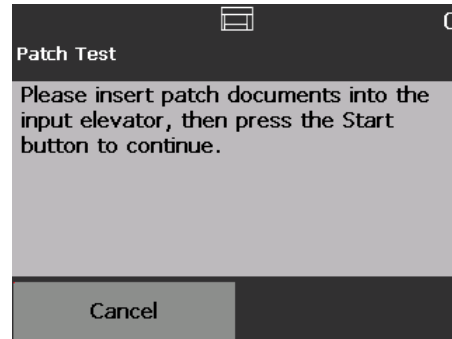 Patch Test
Please insert patch documents into the
input elevator, then press the Start
button to continue.
Cancel